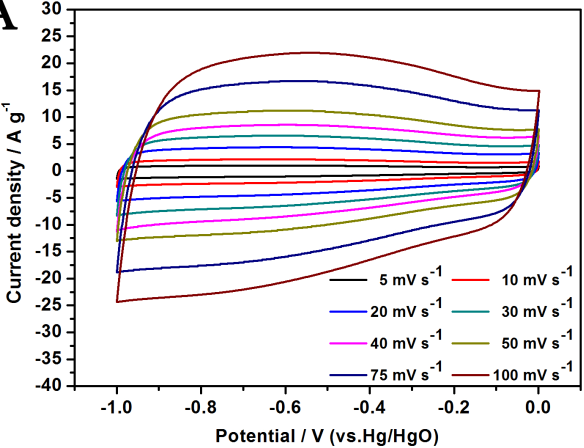 A
30
25
20
15
10
5
0
-5
-10
-15
-20
-25
-30
-35
-40
Current density / A g-1
5 mV s-1 10 mV s-1
20 mV s-1 30 mV s-1
40 mV s-1 50 mV s-1
75 mV s-1 100 mV s-1
-1.0 -0.8 -0.6 -0.4 -0.2 0.0
Potential / V (vs.Hg/HgO)